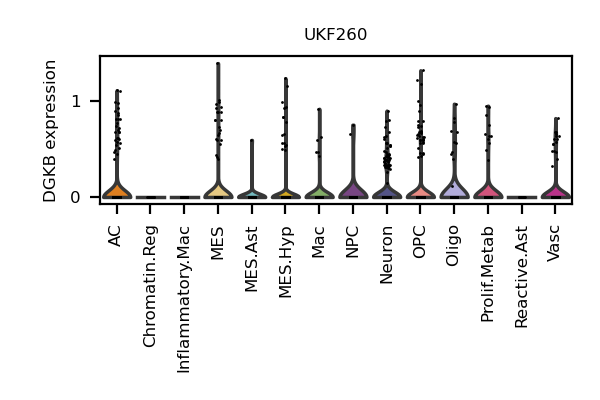 UKF260
DGKB expression
1
0
AC
Chromatin.Reg
Inflammatory.Mac
MES
MES.Ast
MES.Hyp
Mac
NPC
Neuron
OPC
Oligo
Prolif.Metab
Reactive.Ast
Vasc